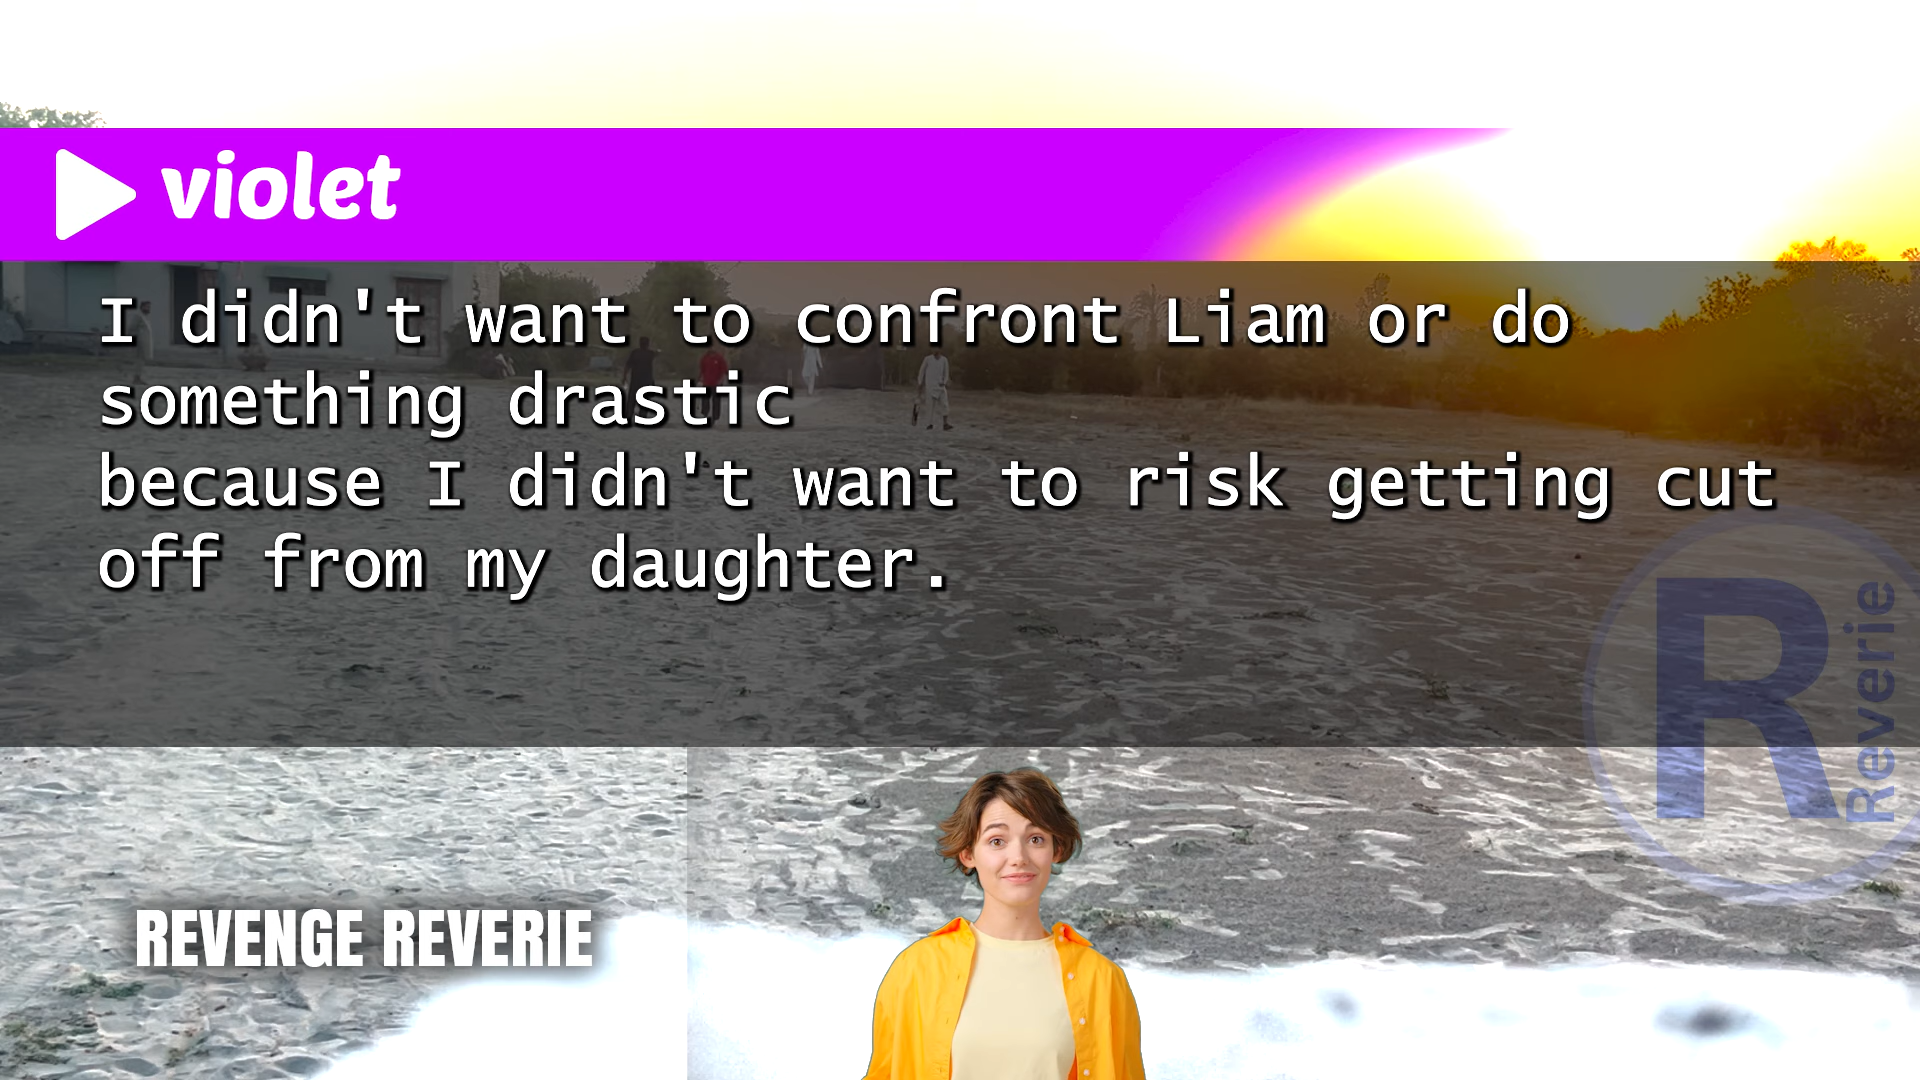 violet
I didn't want to confront Liam or do
something drastic
because I didn't want to risk getting cut
off from my daughter.
R
Reverie
REVENGE REVERIE